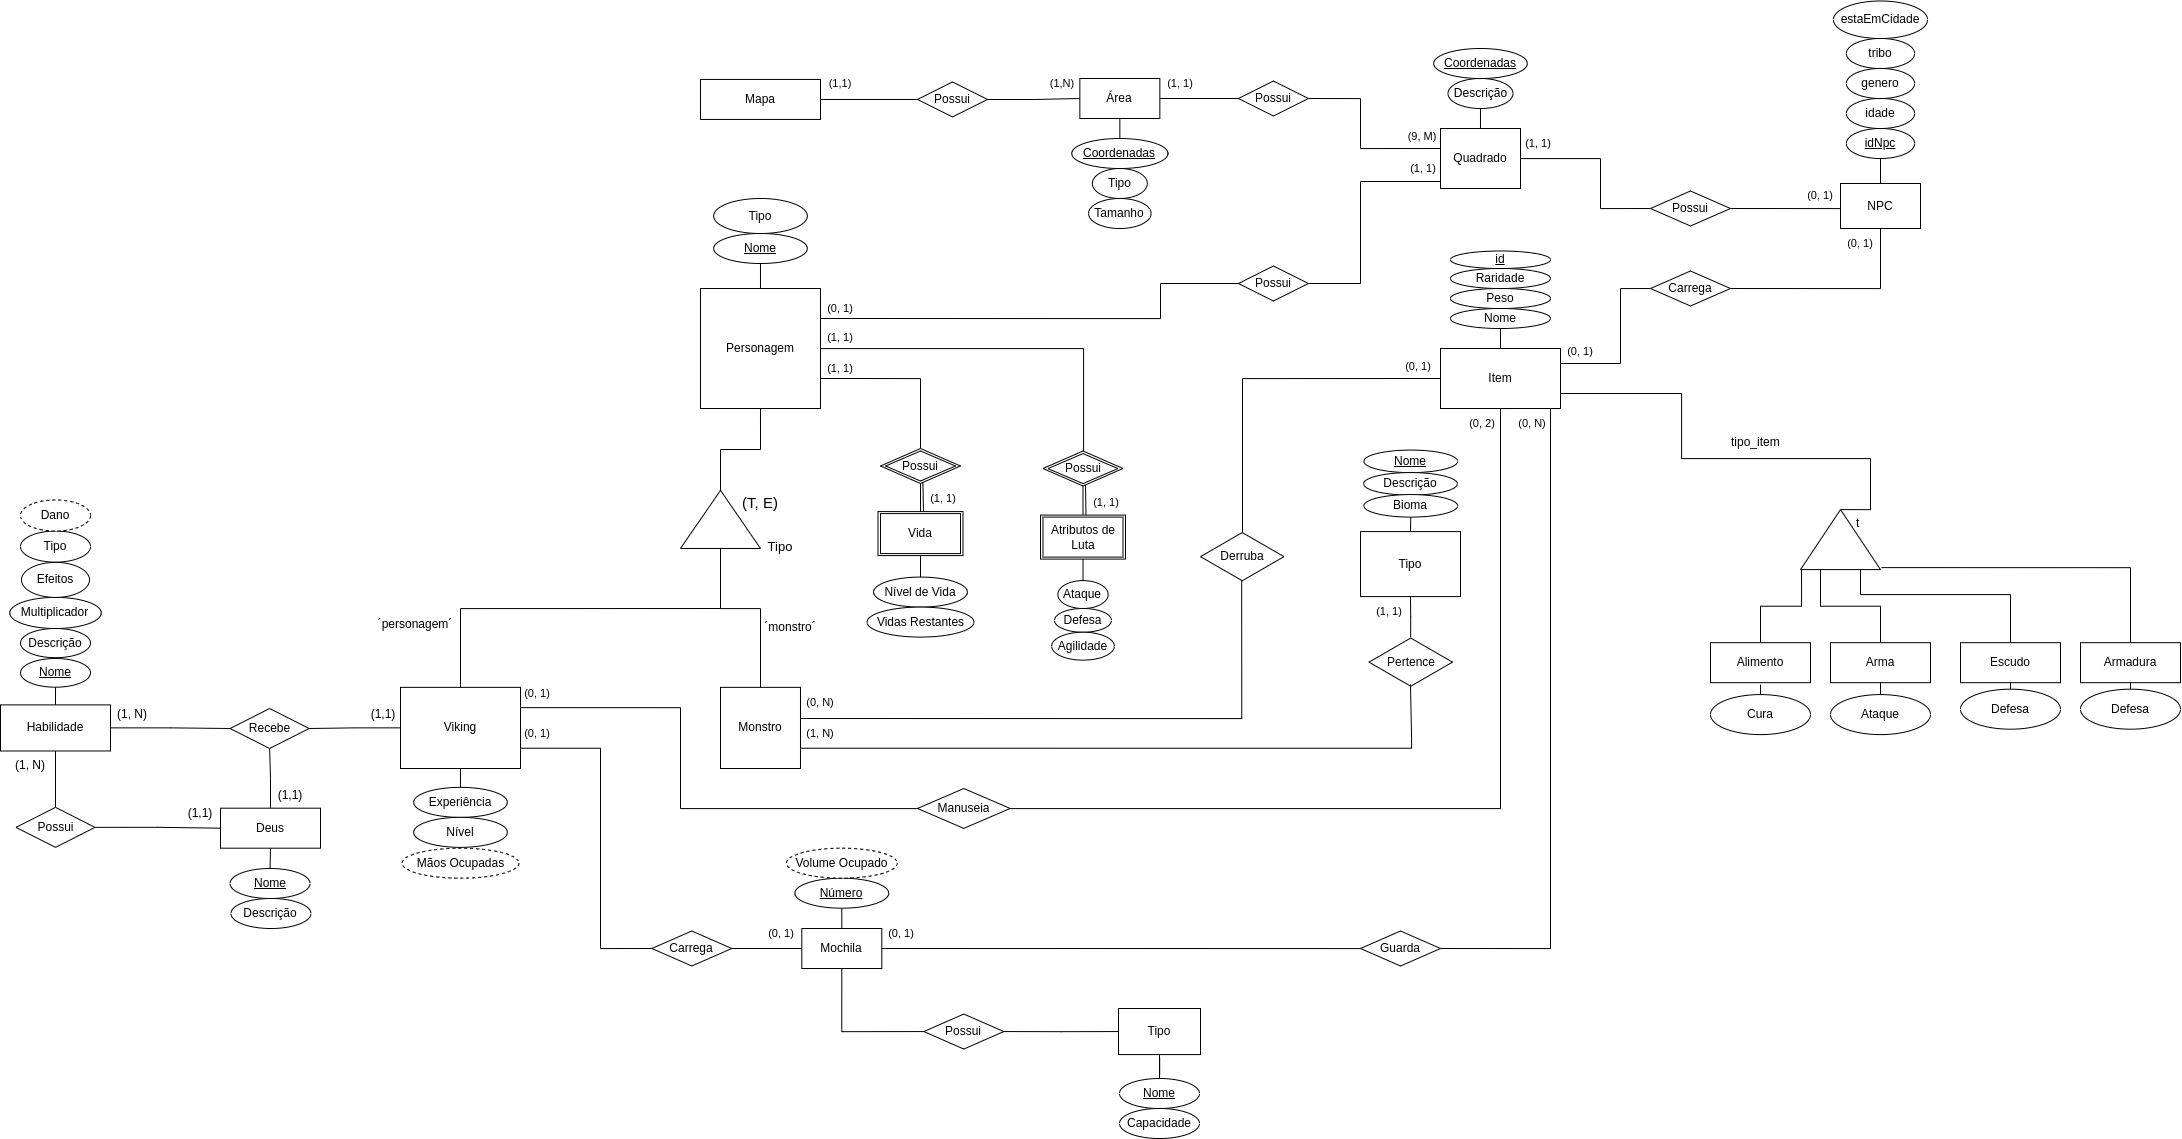 estaEmCidade
tribo
genero
idade
idNpc
NPC
(0, 1)
(0, 1)
Coordenadas
Descrição
Quadrado
(9, M)
(1, 1)
(1, 1)
Possui
Mapa
(1,1)
Possui
(1,N)
Área
(1, 1)
Possui
Coordenadas
Tipo
Tamanho
Tipo
Nome
Personagem
(0, 1)
(1, 1)
(1, 1)
Possui
id
Raridade
Peso
Nome
Item
(0, 1)
(0, 1)
(0, 2)
(0, N)
Carrega
tipo_item
t
(T, E)
Tipo
´personagem´
´monstro´
Possui
(1, 1)
Vida
Nível de Vida
Vidas Restantes
Possui
(1, 1)
Atributos de
Luta
Ataque
Defesa
Agilidade
Derruba
Nome
Descrição
Bioma
Tipo
(1, 1)
Pertence
Alimento
Cura
Arma
Ataque
Escudo
Defesa
Armadura
Defesa
Dano
Tipo
Efeitos
Multiplicador
Descrição
Nome
Habilidade
(1, N)
(1, N)
Recebe
(1,1)
(1,1)
Possui
(1,1)
Deus
Nome
Descrição
Viking
(0, 1)
(0, 1)
Experiência
Nível
Mãos Ocupadas
Monstro
(0, N)
(1, N)
Manuseia
Volume Ocupado
Número
Carrega
(0, 1)
Mochila
(0, 1)
Guarda
Possui
Tipo
Nome
Capacidade